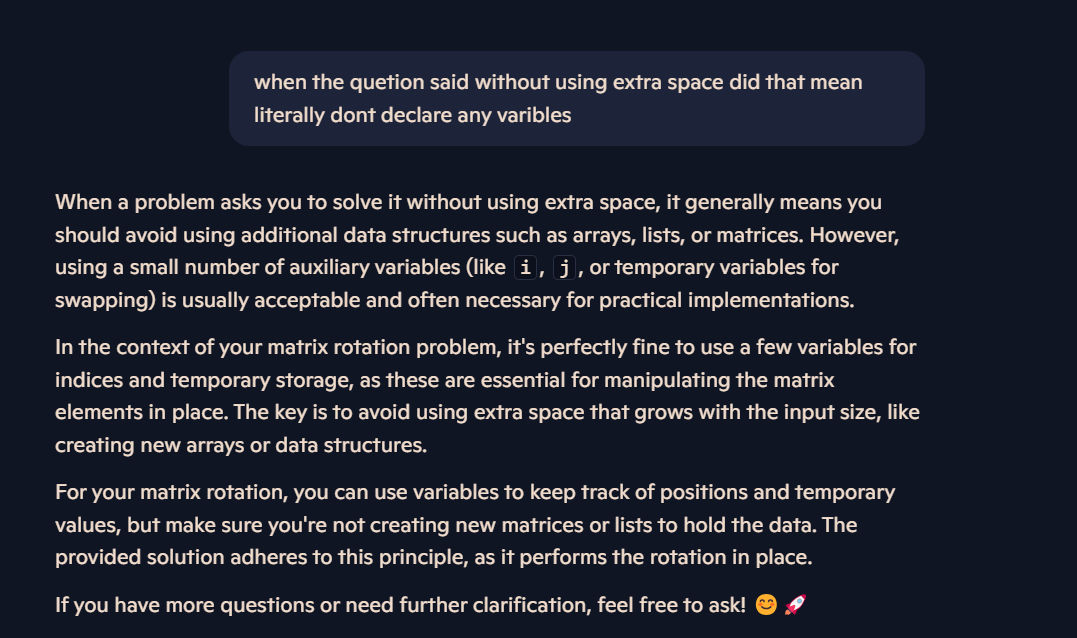 when the quetion said without using extra space did that mean
literally dont declare any varibles
When a problem asks you to solve it without using extra space, it generally means you
should avoid using additional data structures such as arrays, lists, or matrices. However,
using a small number of auxiliary variables (like i, j, or temporary variables for
swapping) is usually acceptable and often necessary for practical implementations.
In the context of your matrix rotation problem, it's perfectly fine to use a few variables for
indices and temporary storage, as these are essential for manipulating the matrix
elements in place. The key is to avoid using extra space that grows with the input size, like
creating new arrays or data structures.
For your matrix rotation, you can use variables to keep track of positions and temporary
values, but make sure you're not creating new matrices or lists to hold the data. The
provided solution adheres to this principle, as it performs the rotation in place.
If you have more questions or need further clarification, feel free to ask! 😊 🚀